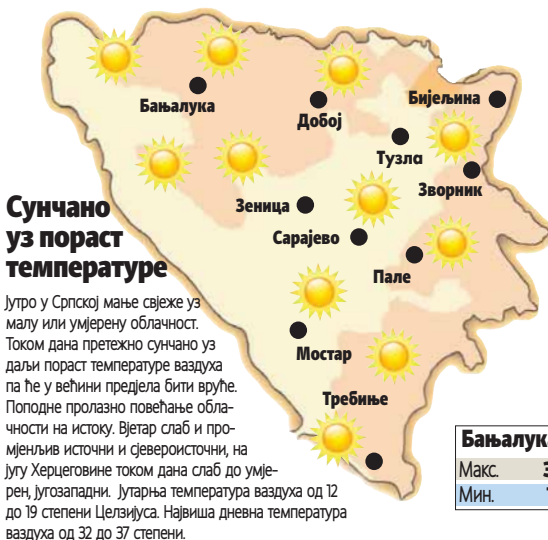 Бањалука
Добој
Бијељина
Тузла
Зворник
Зеница
Сарајево
Пале
Мостар
Требиње
Сунчано
уз пораст
температуре
Јутро у Српској мање свјеже уз
малу или умјерену облачност.
Током дана претежно сунчано уз
даљи пораст температуре ваздуха
па ће у већини предјела бити вруће.
Поподне пролазно повећање обла-
чности на истоку. Вјетар слаб и про-
мјенљив источни и сјевероисточни, на
југу Херцеговине током дана слаб до умје-
рен, југозападни. Јутарња температура ваздуха од 12
до 19 степени Целзијуса. Највиша дневна температура
ваздуха од 32 до 37 степени.
Бањалук
Макс. 3
Мин.